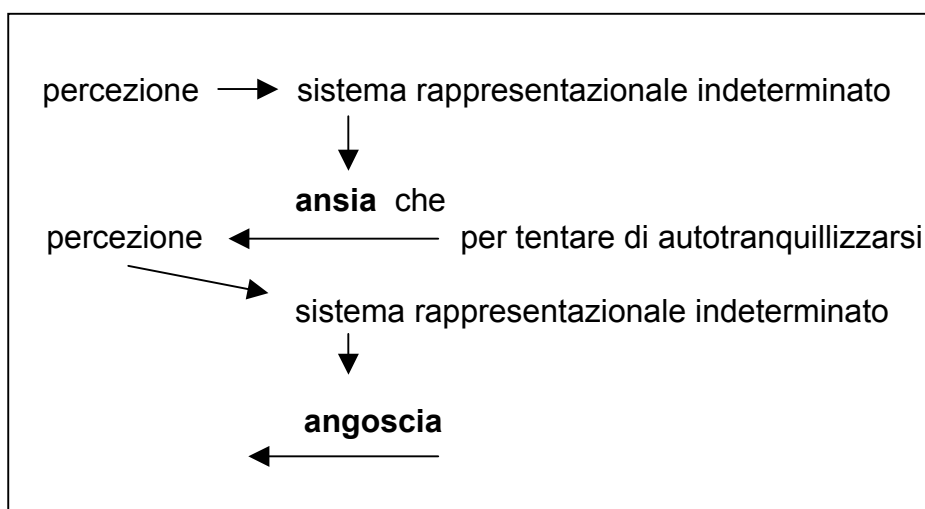 percezione sistema rappresentazionale indeterminato
ansia che
percezione per tentare di autotranquillizzarsi
sistema rappresentazionale indeterminato
angoscia